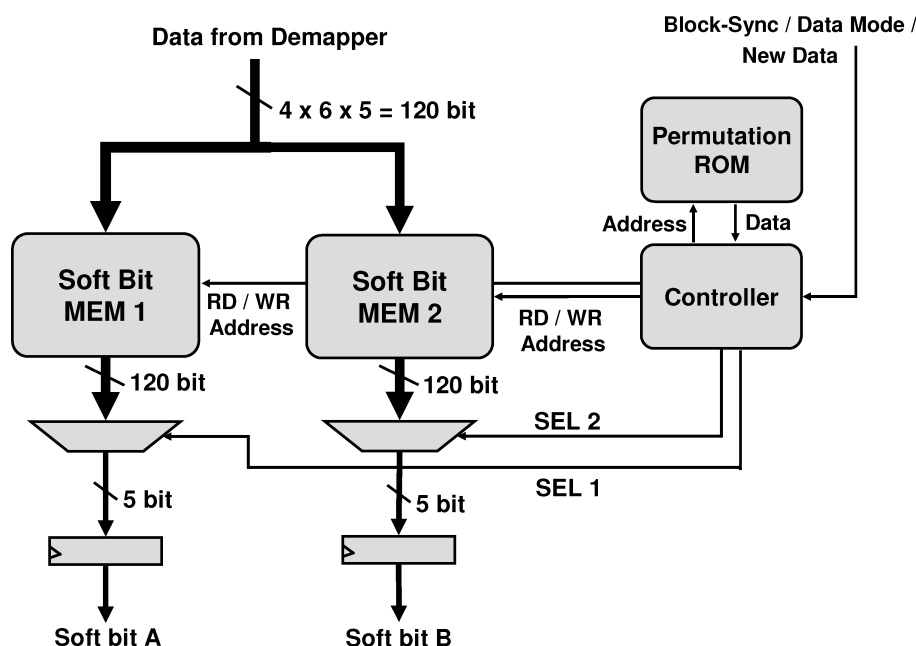 Block-Sync / Data Mode /
New Data
Data from Demapper
4 x 6 x 5 = 120 bit
Permutation
ROM
Address
Data
Soft Bit
MEM 1
Soft Bit
MEM 2
Controller
RD / WR
Address
RD / WR
Address
120 bit
120 bit
SEL 2
SEL 1
5 bit
5 bit
Soft bit A
Soft bit B